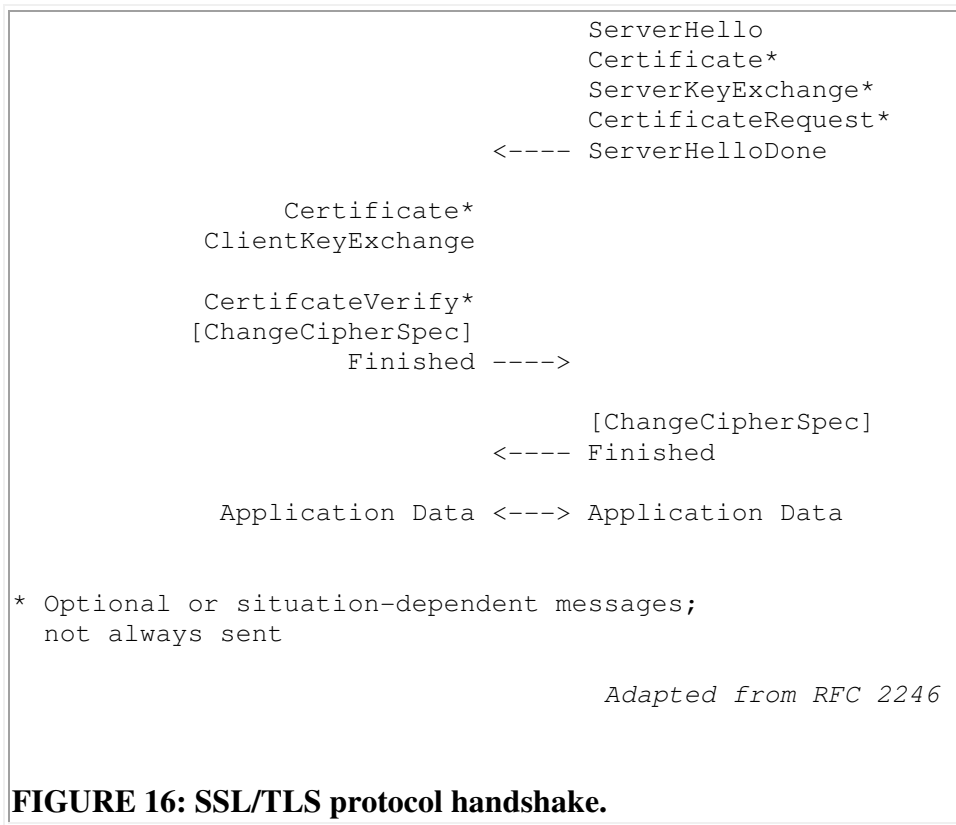 ServerHello
Certificate*
ServerKeyExchange*
CertificateRequest*
<---- ServerHelloDone
Certificate*
ClientKeyExchange
CertifcateVerify*
[ChangeCipherSpec]
Finished ---->
[ChangeCipherSpec]
<---- Finished
Application Data <---> Application Data
* Optional or situation-dependent messages;
not always sent
Adapted from RFC 2246
FIGURE 16: SSL/TLS protocol handshake.